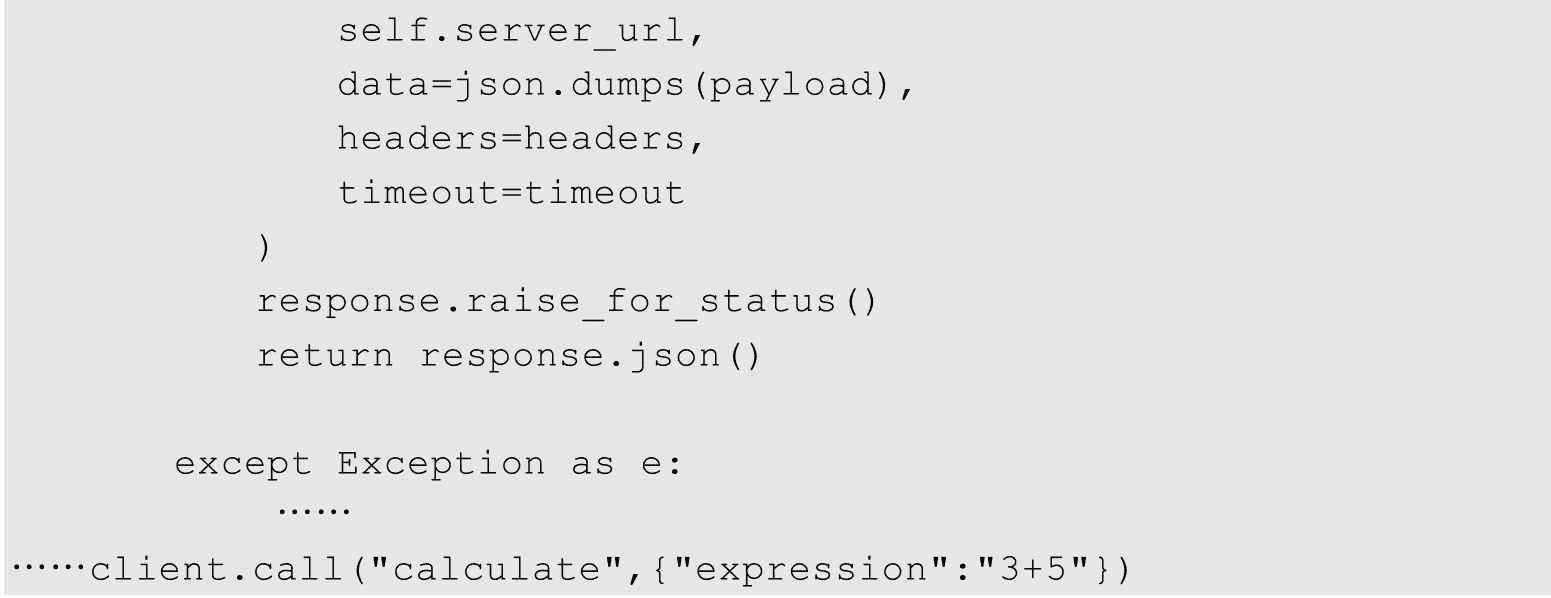 self.server_url,
data=json.dumps(payload),
headers=headers,
timeout=timeout
)
response.raise_for_status()
return response.json()
except Exception as e:
……
……client.call("calculate",{"expression":"3+5"})